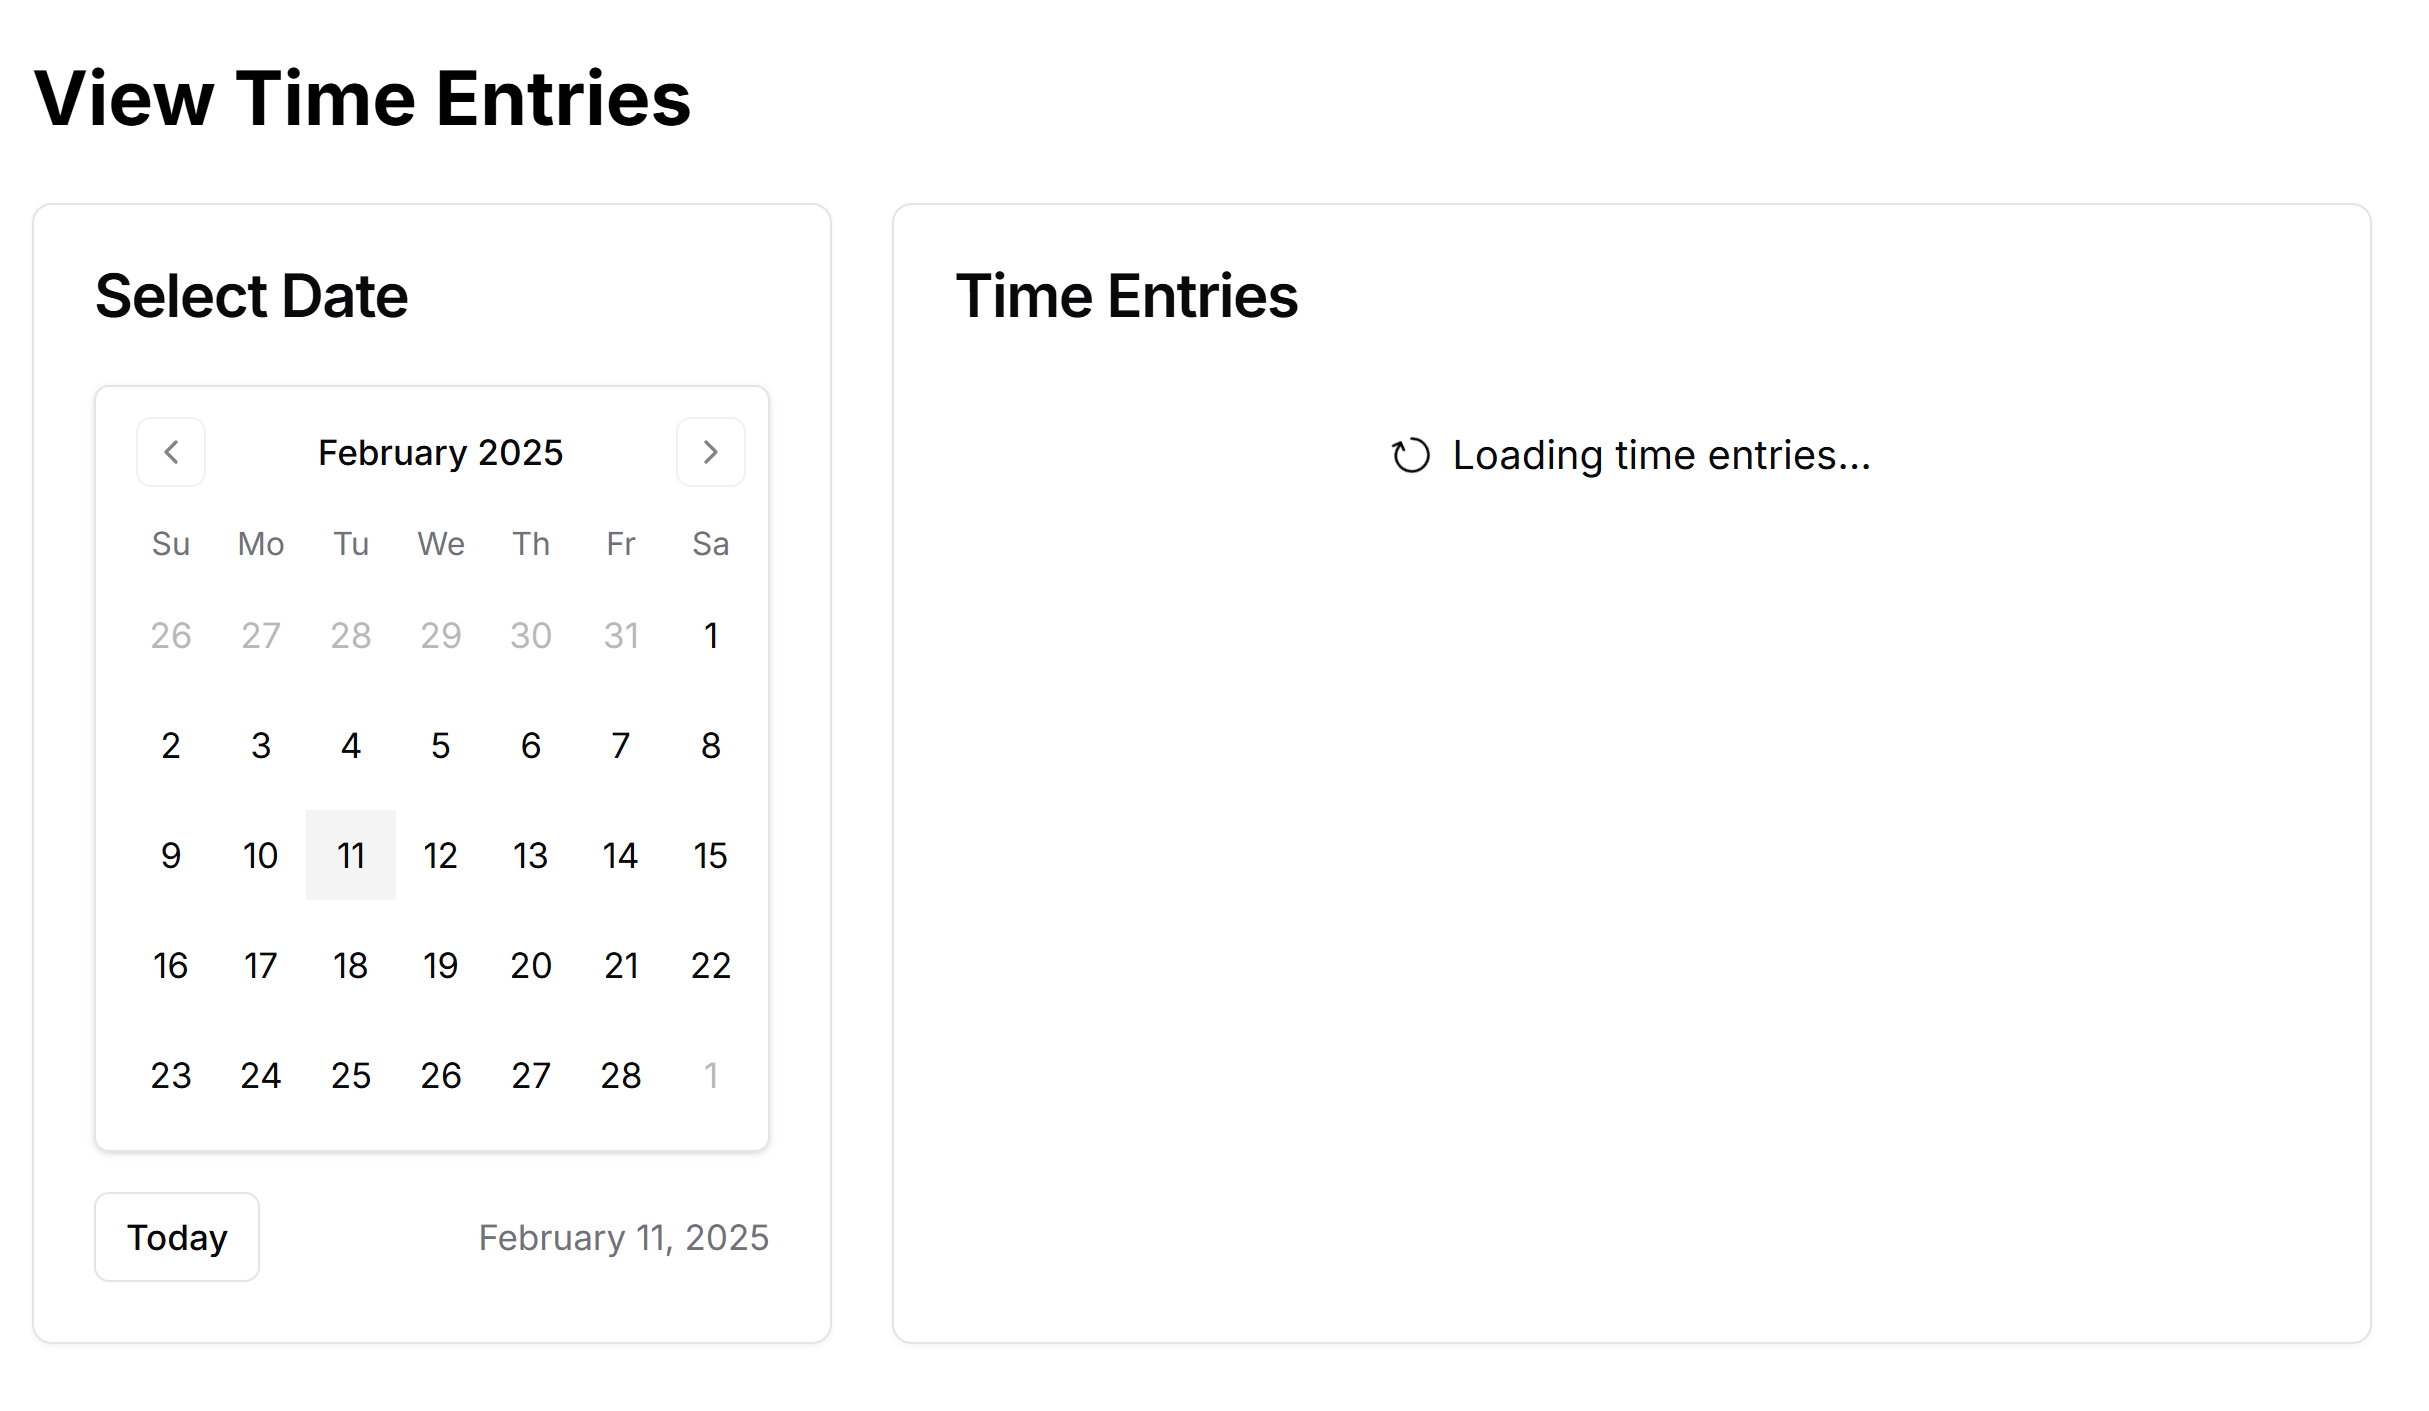 View Time Entries
Select Date
February 2025
Su Mo Tu We Th Fr Sa
26 27 28 29 30 31 1
2 3 4 5 6 7 8
9 10 11 12 13 14 15
16 17 18 19 20 21 22
23 24 25 26 27 28 1
Today February 11, 2025
Time Entries
Loading time entries...